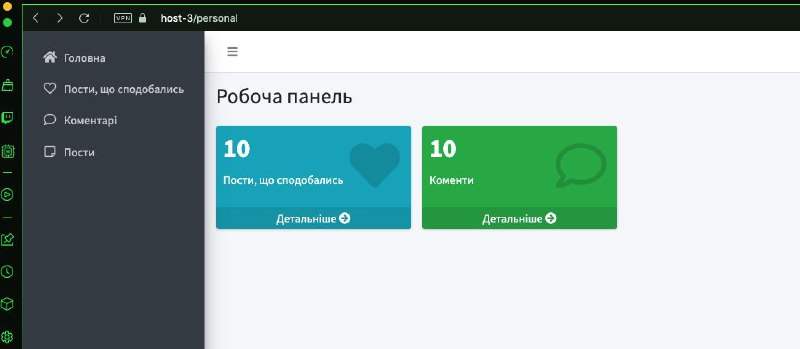 VPN host-3/personal
Головна
Пости, що сподобались
Коментарі
Пости
Робоча панель
10
Пости, що сподобались
Детальніше
10
Коменти
Детальніше